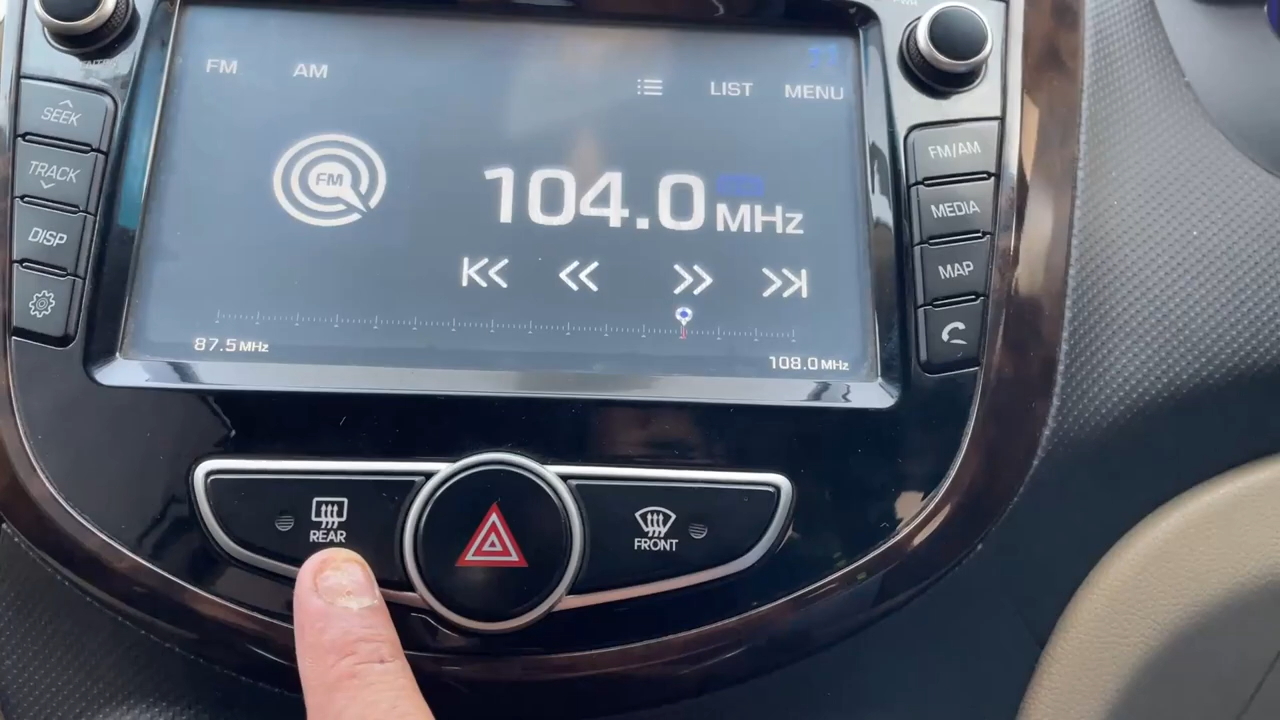 FM AM
LIST MENU
FM
104.0 MHz
87.5 MHz
108.0 MHz
SEEK
TRACK
DISP
FM/AM
MEDIA
MAP
REAR
FRONT